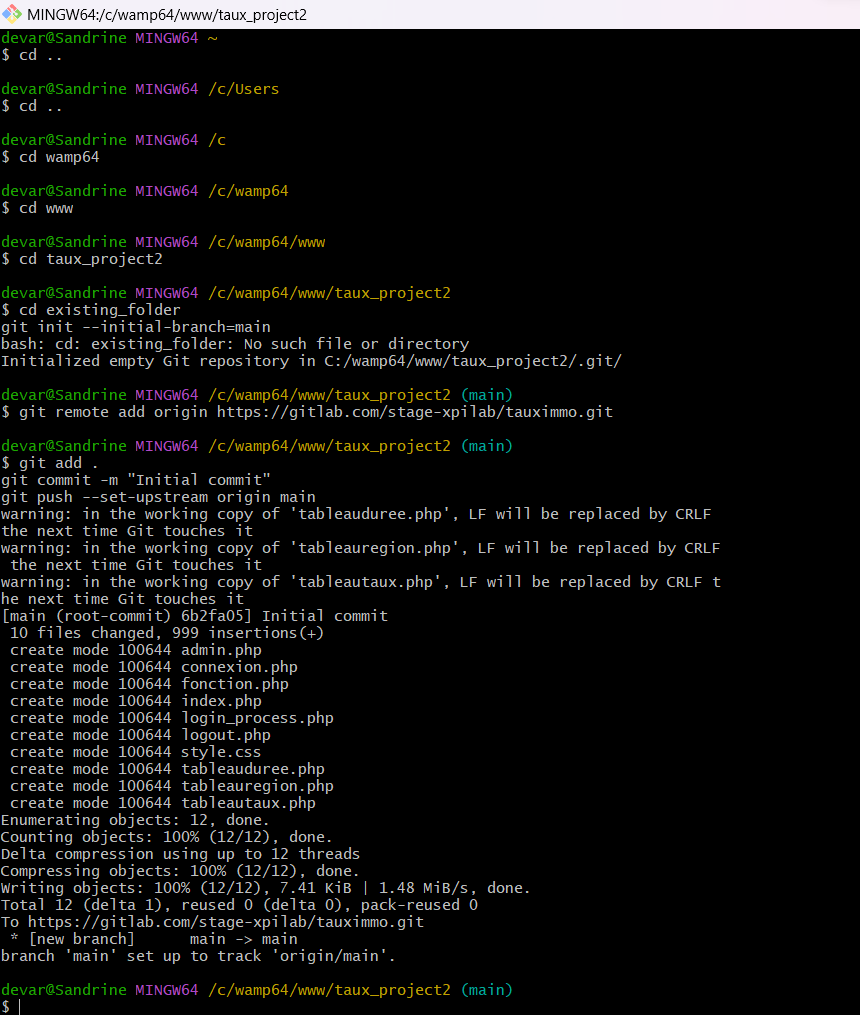 MINGW64:/c/wamp64/www/taux_project2
devar@Sandrine MINGW64 ~
$ cd ..
devar@Sandrine MINGW64 /c/Users
$ cd ..
devar@Sandrine MINGW64 /c
$ cd wamp64
devar@Sandrine MINGW64 /c/wamp64
$ cd www
devar@Sandrine MINGW64 /c/wamp64/www
$ cd taux_project2
devar@Sandrine MINGW64 /c/wamp64/www/taux_project2
$ cd existing_folder
git init --initial-branch=main
bash: cd: existing_folder: No such file or directory
Initialized empty Git repository in C:/wamp64/www/taux_project2/.git/
devar@Sandrine MINGW64 /c/wamp64/www/taux_project2 (main)
$ git remote add origin https://gitlab.com/stage-xpilab/tauximmo.git
devar@Sandrine MINGW64 /c/wamp64/www/taux_project2 (main)
$ git add .
git commit -m "Initial commit"
git push --set-upstream origin main
warning: in the working copy of 'tableauduree.php', LF will be replaced by CRLF
the next time Git touches it
warning: in the working copy of 'tableauregion.php', LF will be replaced by CRLF
 the next time Git touches it
warning: in the working copy of 'tableautaux.php', LF will be replaced by CRLF t
he next time Git touches it
[main (root-commit) 6b2fa05] Initial commit
 10 files changed, 999 insertions(+)
 create mode 100644 admin.php
 create mode 100644 connexion.php
 create mode 100644 fonction.php
 create mode 100644 index.php
 create mode 100644 login_process.php
 create mode 100644 logout.php
 create mode 100644 style.css
 create mode 100644 tableauduree.php
 create mode 100644 tableauregion.php
 create mode 100644 tableautaux.php
Enumerating objects: 12, done.
Counting objects: 100% (12/12), done.
Delta compression using up to 12 threads
Compressing objects: 100% (12/12), done.
Writing objects: 100% (12/12), 7.41 KiB | 1.48 MiB/s, done.
Total 12 (delta 1), reused 0 (delta 0), pack-reused 0
To https://gitlab.com/stage-xpilab/tauximmo.git
 * [new branch]      main -> main
branch 'main' set up to track 'origin/main'.
devar@Sandrine MINGW64 /c/wamp64/www/taux_project2 (main)
$